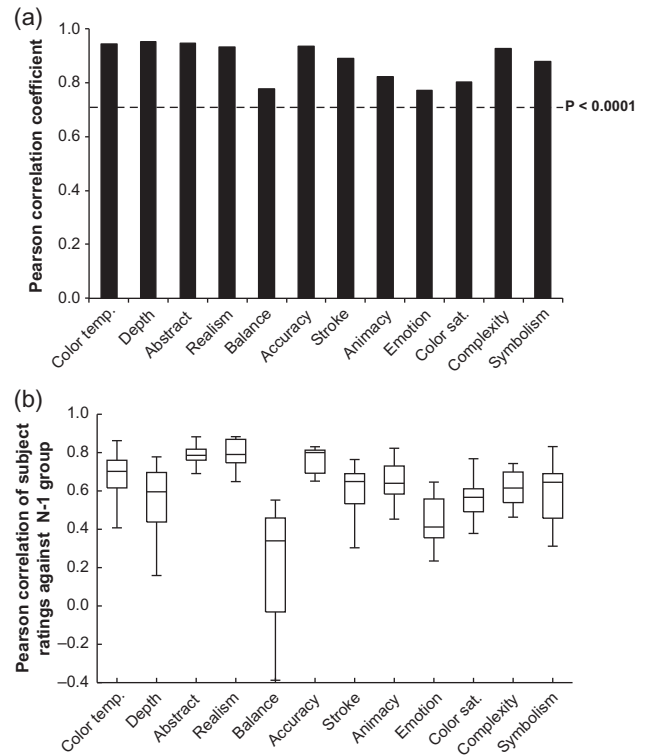 (a)
Pearson correlation coefficient
1.0
0.8
0.6
0.4
0.2
0.0
P < 0.0001
Color temp.
Depth
Abstract
Realism
Balance
Accuracy
Stroke
Animacy
Emotion
Color sat.
Complexity
Symbolism
(b)
Pearson correlation of subject
ratings against N-1 group
1.0
0.8
0.6
0.4
0.2
0.0
–0.2
–0.4
Color temp.
Depth
Abstract
Realism
Balance
Accuracy
Stroke
Animacy
Emotion
Color sat.
Complexity
Symbolism